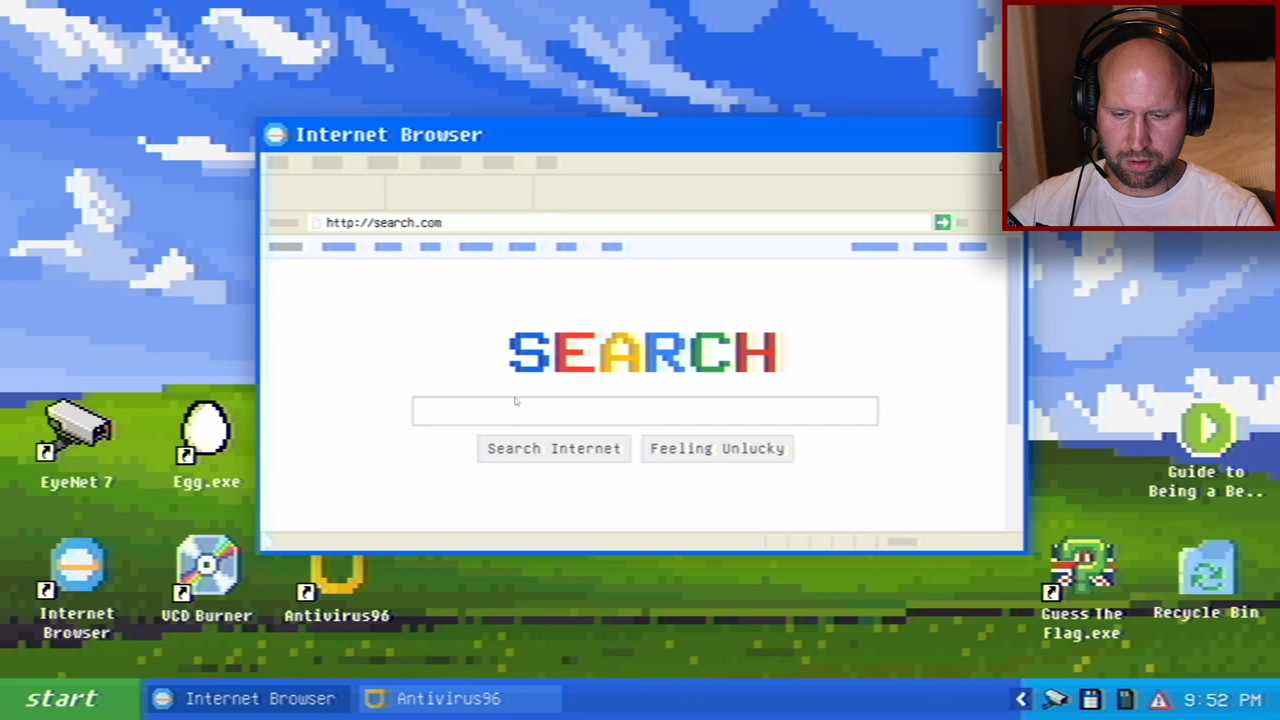 Internet Browser
http://search.com
SEARCH
Search Internet
Feeling Unlucky
EyeNet 7
Egg.exe
Guide to
Being a Be..
Internet
Browser
VCD Burner
Antivirus96
Guess The
Flag.exe
Recycle Bin
start
Internet Browser
Antivirus96
9:52 PM